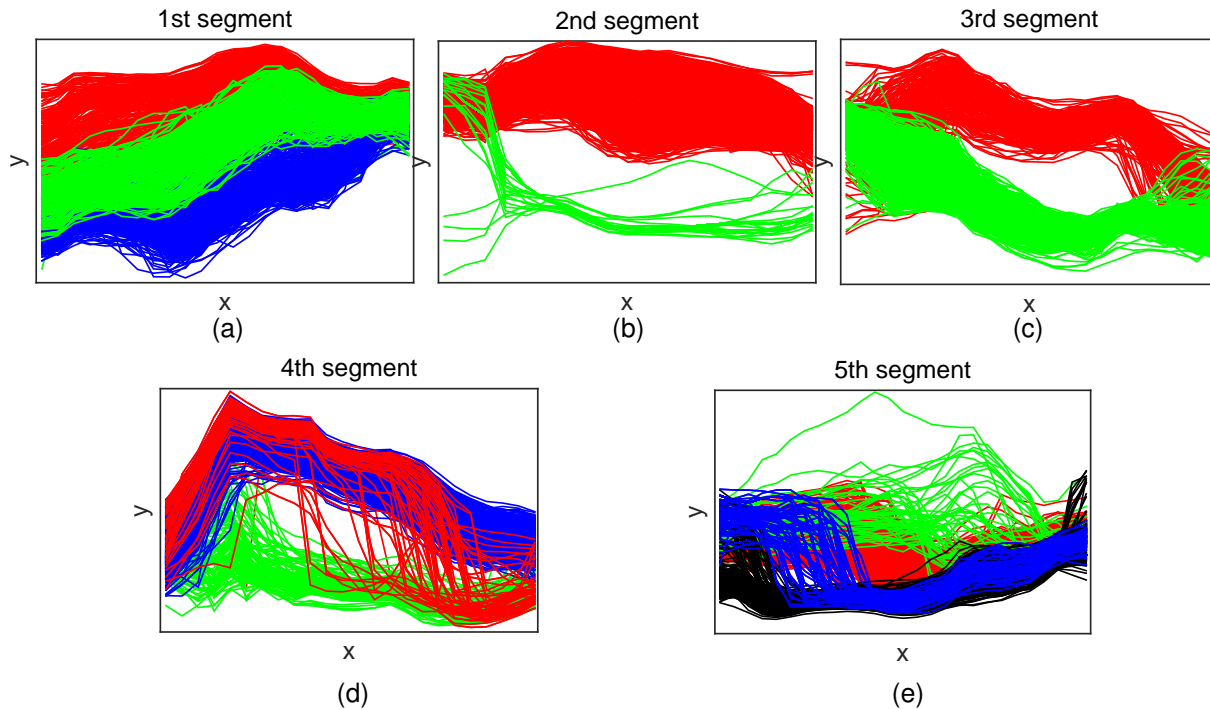 1st segment
2nd segment
3rd segment
y
y
y
x
x
x
(a)
(b)
(c)
4th segment
5th segment
y
y
x
x
(d)
(e)